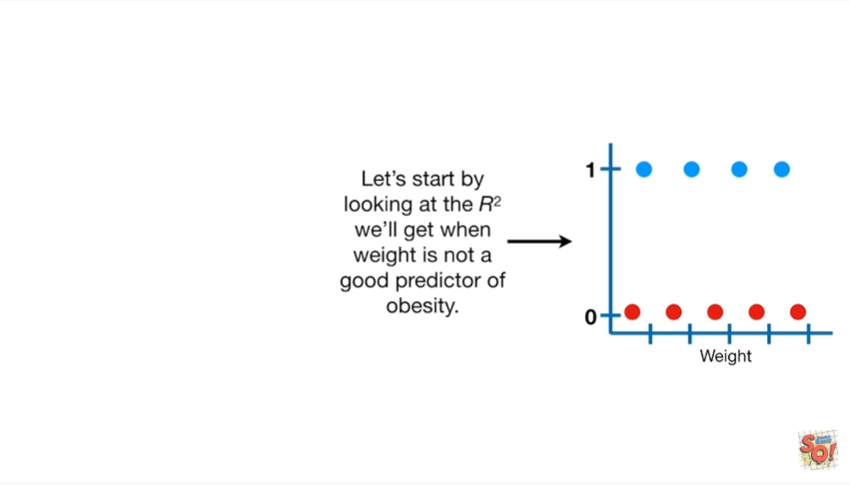 Let's start by
looking at the R²
we'll get when
weight is not a
good predictor of
obesity.
1
0
Weight
SQ!